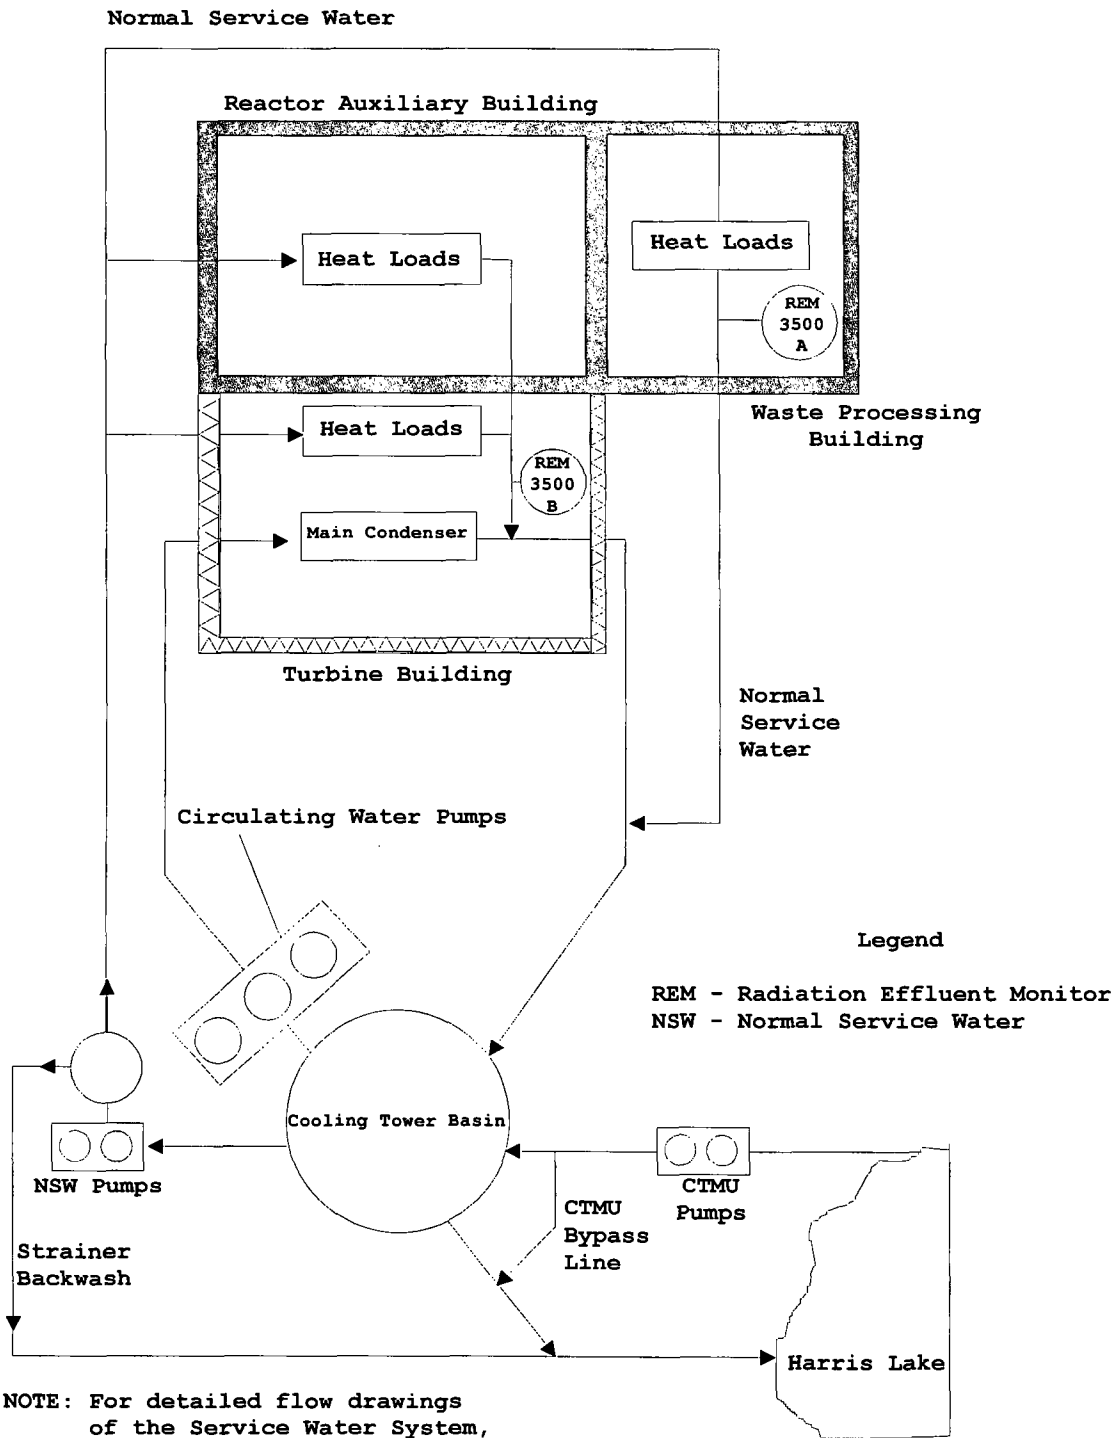 Normal Service Water
Reactor Auxiliary Building
Heat Loads
Heat Loads
REM
3500
A
Waste Processing
Building
Heat Loads
REM
3500
B
Main Condenser
Turbine Building
Normal
Service
Water
Circulating Water Pumps
Legend
REM - Radiation Effluent Monitor
NSW - Normal Service Water
Cooling Tower Basin
NSW Pumps
CTMU
Pumps
CTMU
Bypass
Line
Strainer
Backwash
Harris Lake
NOTE: For detailed flow drawings
of the Service Water System,